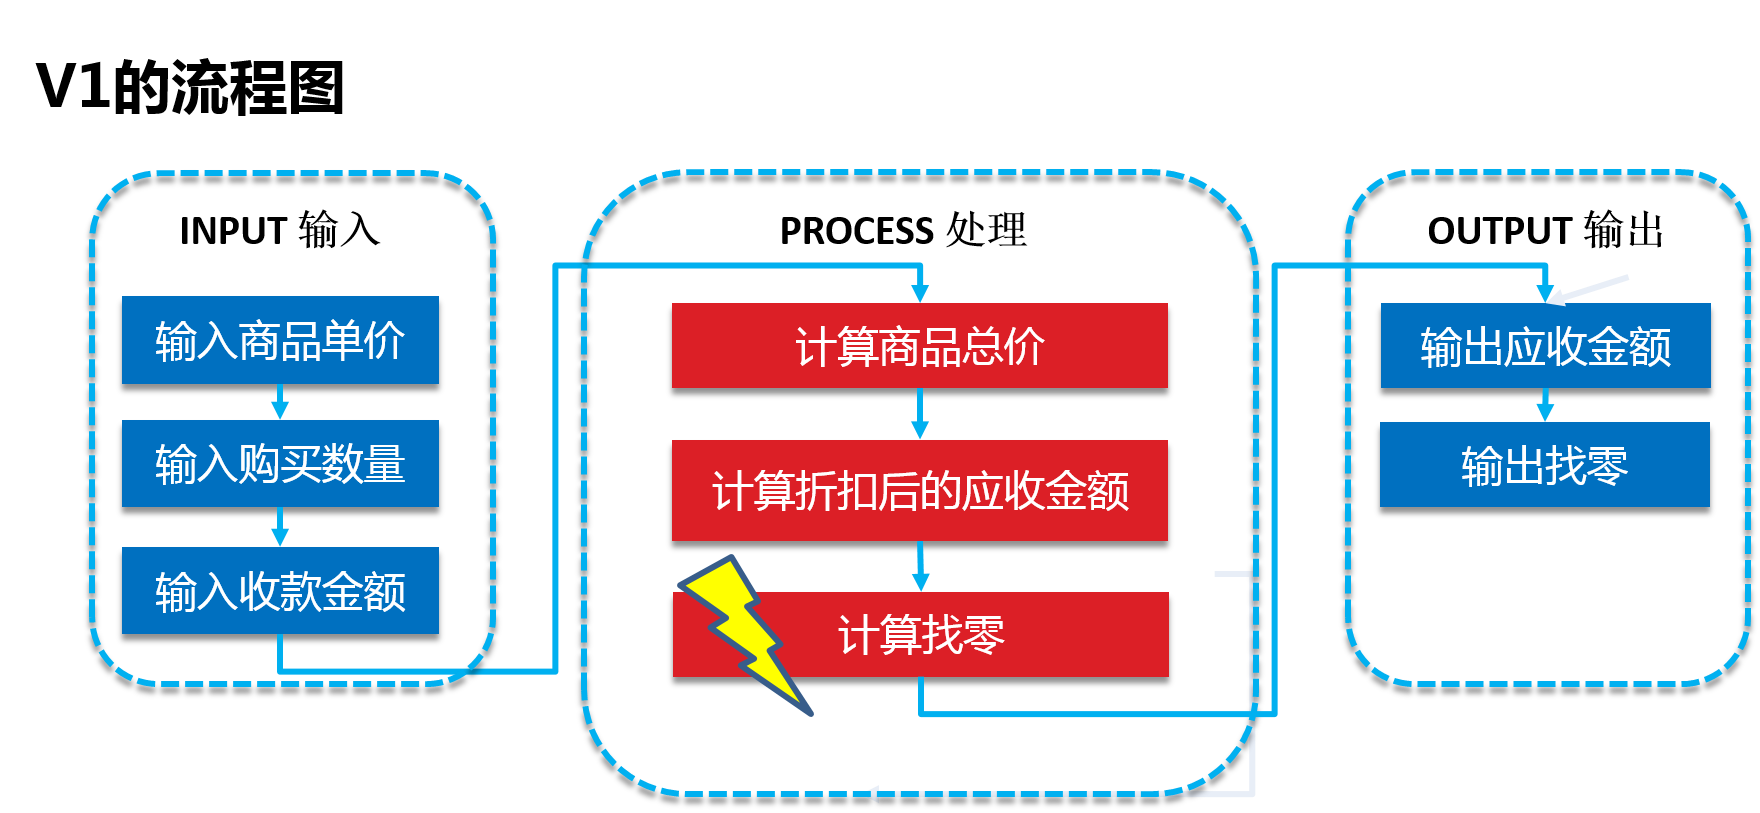 V1的流程图
INPUT 输入
输入商品单价
输入购买数量
输入收款金额
PROCESS 处理
计算商品总价
计算折扣后的应收金额
计算找零
OUTPUT 输出
输出应收金额
输出找零